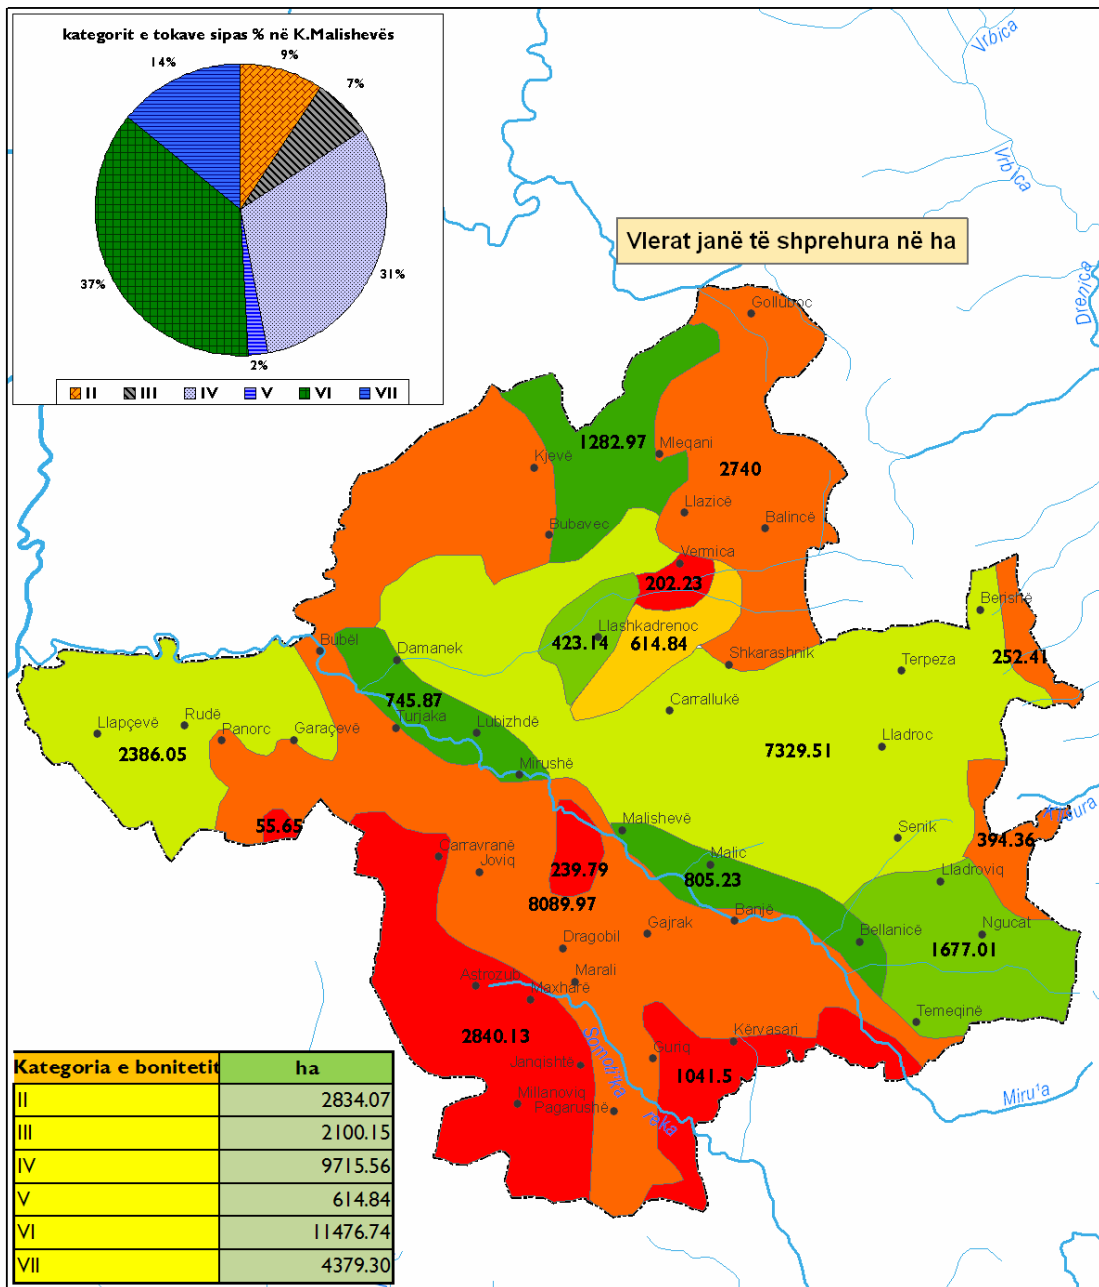 kategorit e tokave sipas % në K.Malishevës
14%
9%
7%
31%
37%
2%
II III IV V VI VII
Vrbica
Vrbica
Drenica
Vlerat janë të shprehura në ha
Golluboc
1282.97
Mleqani
Kjevë
2740
Llazicë
Balincë
Bubavec
Vermica
202.23
Berishë
Llashkadrenoc
423.14
614.84
Bubël
Damanek
Shkarashnik
Terpeza
252.41
745.87
Carrallukë
Llapçevë
Rudë
Panorc
Garaçevë
Turjaka
Lubizhdë
Lladroc
2386.05
7329.51
Mirushë
55.65
Malishevë
Senik
394.36
Carravranë
Joviq
239.79
Malic
805.23
Lladroviq
8089.97
Gajrak
Banjë
Bellanicë
Ngucat
1677.01
Dragobil
Marali
Astrozub
Maxharë
Temeqinë
2840.13
Kërvasari
Janqishtë
Guriq
1041.5
Millanoviq
Pagarushë
reka
Kategoria e bonitetit ha
II 2834.07
III 2100.15
IV 9715.56
V 614.84
VI 11476.74
VII 4379.30